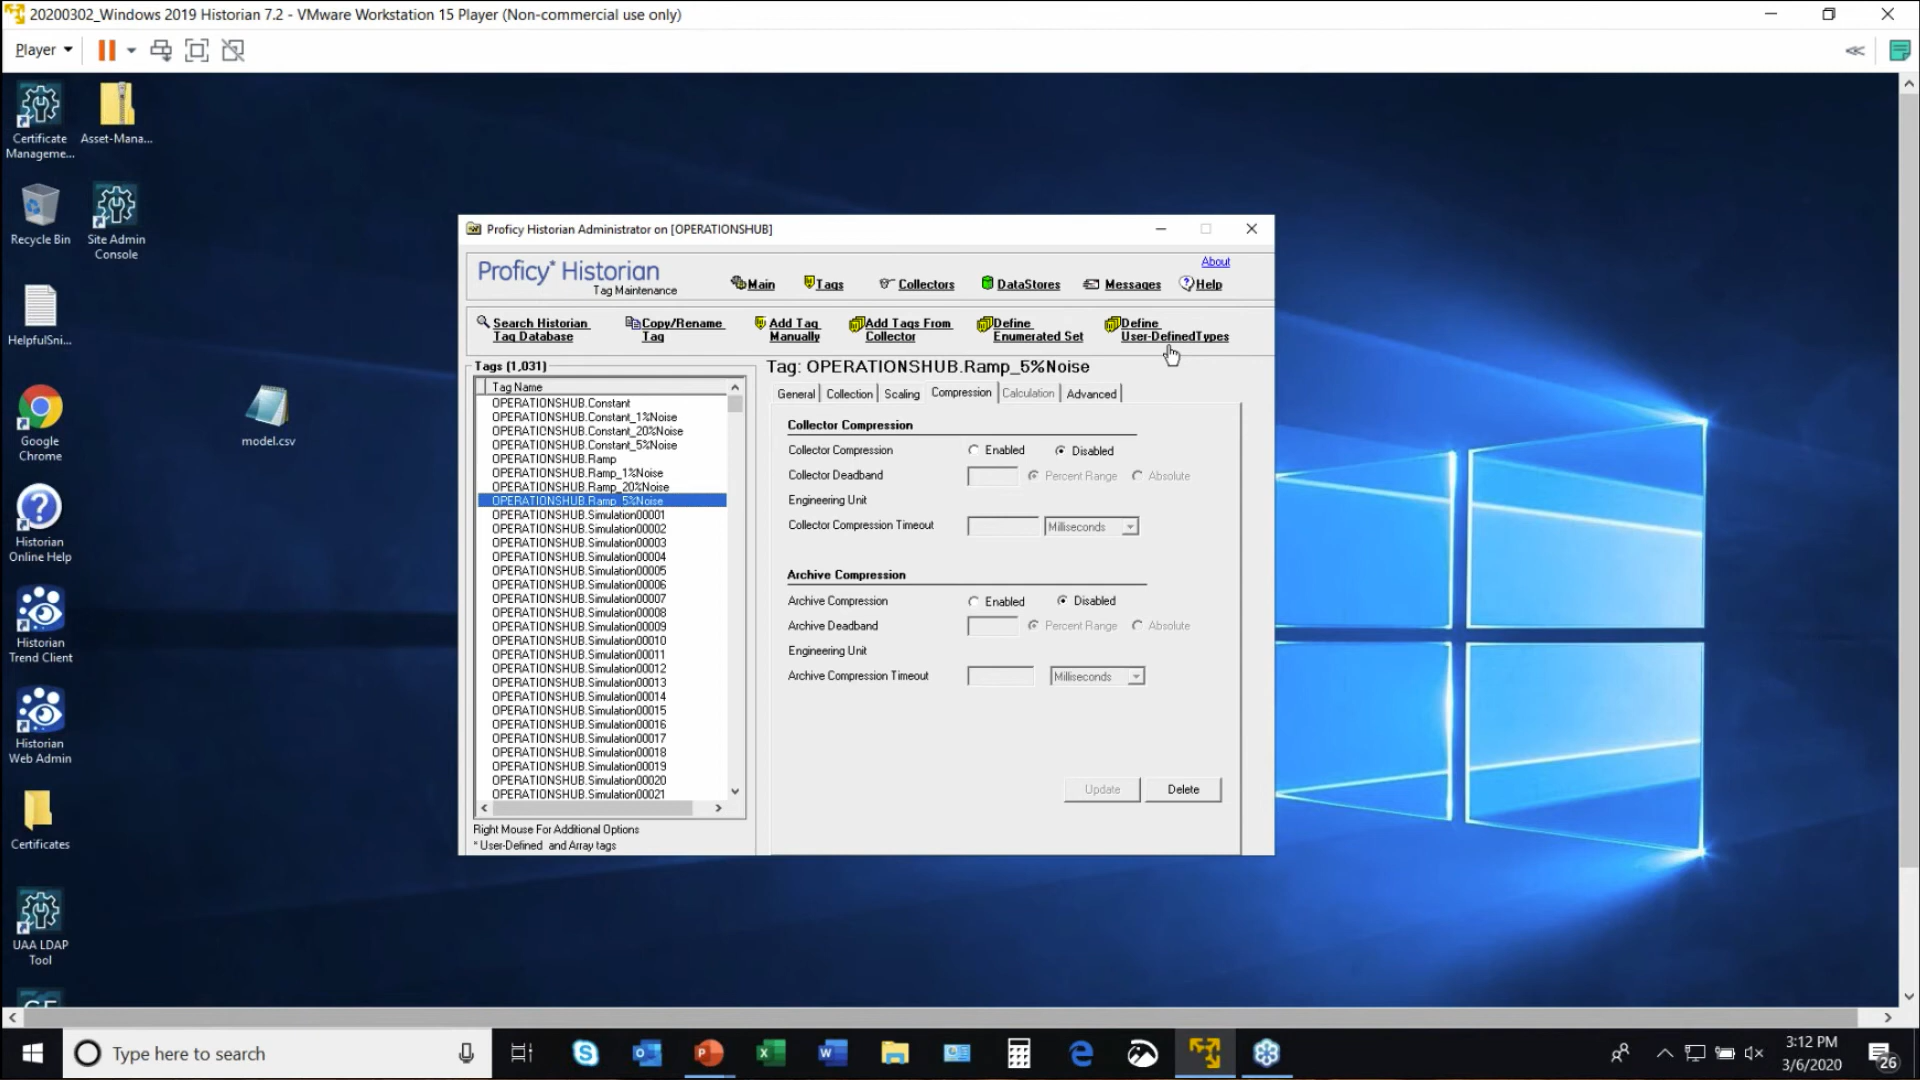 20200302_Windows 2019 Historian 7.2 - VMware Workstation 15 Player (Non-commercial use only)
Player
Certificate
Manageme...
Asset-Mana...
Recycle Bin
Site Admin
Console
HelpfulSni...
Google
Chrome
model.csv
Historian
Online Help
Historian
Trend Client
Historian
Web Admin
Certificates
UAA LDAP
Tool
Proficy Historian Administrator on [OPERATIONSHUB]
Proficy* Historian
Tag Maintenance
About
Main
Tags
Collectors
DataStores
Messages
Help
Search Historian
Tag Database
Copy/Rename
Tag
Add Tag
Manually
Add Tags From
Collector
Define
Enumerated Set
Define
User-DefinedTypes
Tags (1,031)
Tag Name
OPERATIONSHUB.Constant
OPERATIONSHUB.Constant_1%Noise
OPERATIONSHUB.Constant_20%Noise
OPERATIONSHUB.Constant_5%Noise
OPERATIONSHUB.Ramp
OPERATIONSHUB.Ramp_1%Noise
OPERATIONSHUB.Ramp_20%Noise
OPERATIONSHUB.Ramp_5%Noise
OPERATIONSHUB.Simulation00001
OPERATIONSHUB.Simulation00002
OPERATIONSHUB.Simulation00003
OPERATIONSHUB.Simulation00004
OPERATIONSHUB.Simulation00005
OPERATIONSHUB.Simulation00006
OPERATIONSHUB.Simulation00007
OPERATIONSHUB.Simulation00008
OPERATIONSHUB.Simulation00009
OPERATIONSHUB.Simulation00010
OPERATIONSHUB.Simulation00011
OPERATIONSHUB.Simulation00012
OPERATIONSHUB.Simulation00013
OPERATIONSHUB.Simulation00014
OPERATIONSHUB.Simulation00015
OPERATIONSHUB.Simulation00016
OPERATIONSHUB.Simulation00017
OPERATIONSHUB.Simulation00018
OPERATIONSHUB.Simulation00019
OPERATIONSHUB.Simulation00020
OPERATIONSHUB.Simulation00021
Right Mouse For Additional Options
* User-Defined and Array tags
Tag: OPERATIONSHUB.Ramp_5%Noise
General
Collection
Scaling
Compression
Calculation
Advanced
Collector Compression
Collector Compression Enabled Disabled
Collector Deadband Percent Range Absolute
Engineering Unit
Collector Compression Timeout Milliseconds
Archive Compression
Archive Compression Enabled Disabled
Archive Deadband Percent Range Absolute
Engineering Unit
Archive Compression Timeout Milliseconds
Update
Delete
Type here to search
3:12 PM
3/6/2020
26